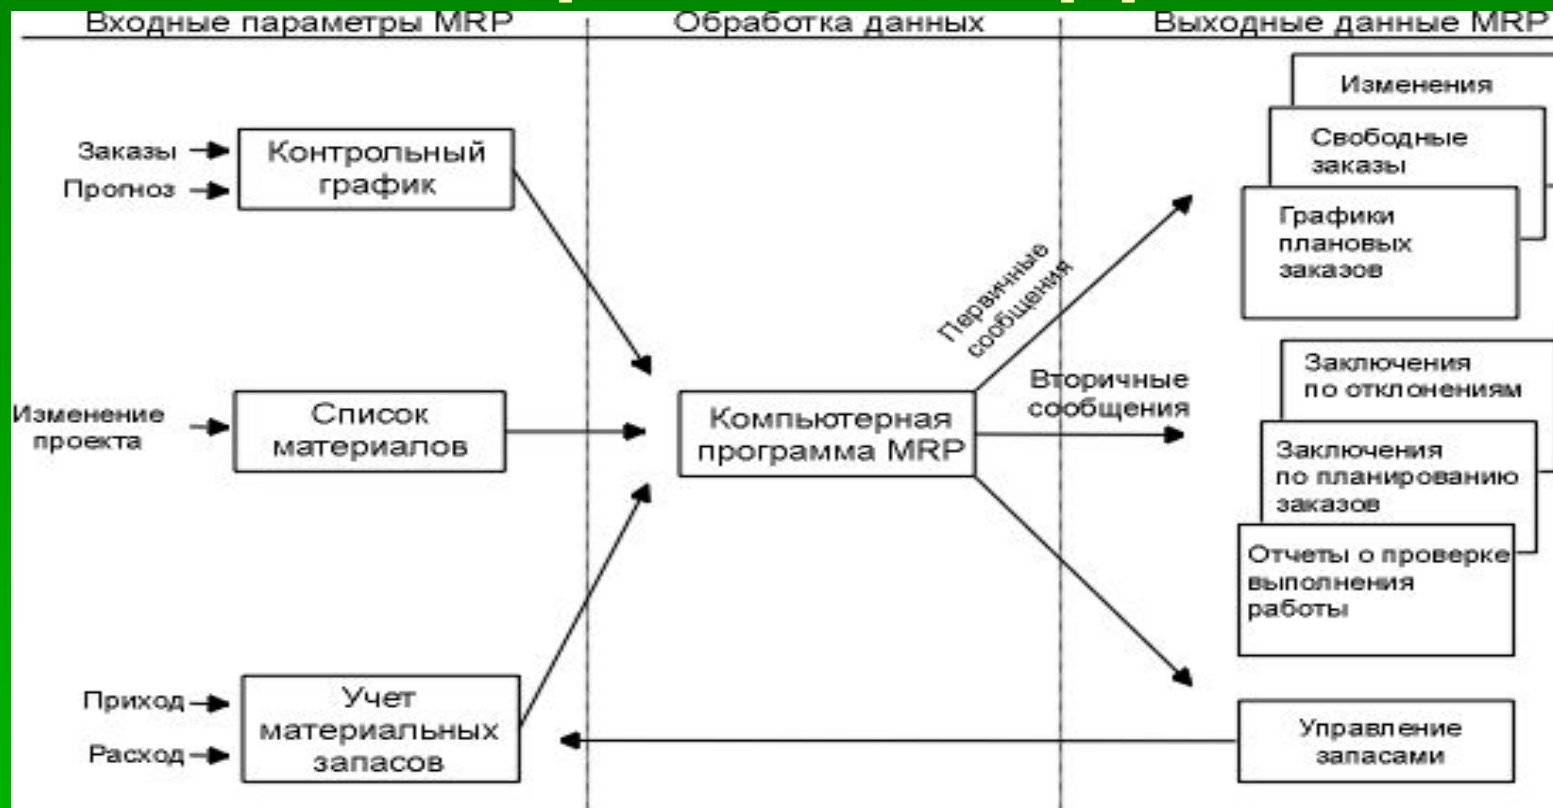 Входные параметры MRP
Обработка данных
Выходные данные MRP
Заказы
Прогноз
Контрольный
график
Изменение
проекта
Список
материалов
Приход
Расход
Учет
материальных
запасов
Компьютерная
программа MRP
Первичные
сообщения
Вторичные
сообщения
Изменения
Свободные
заказы
Графики
плановых
заказов
Заключения
по отклонениям
Заключения
по планированию
заказов
Отчеты о проверке
выполнения
работы
Управление
запасами